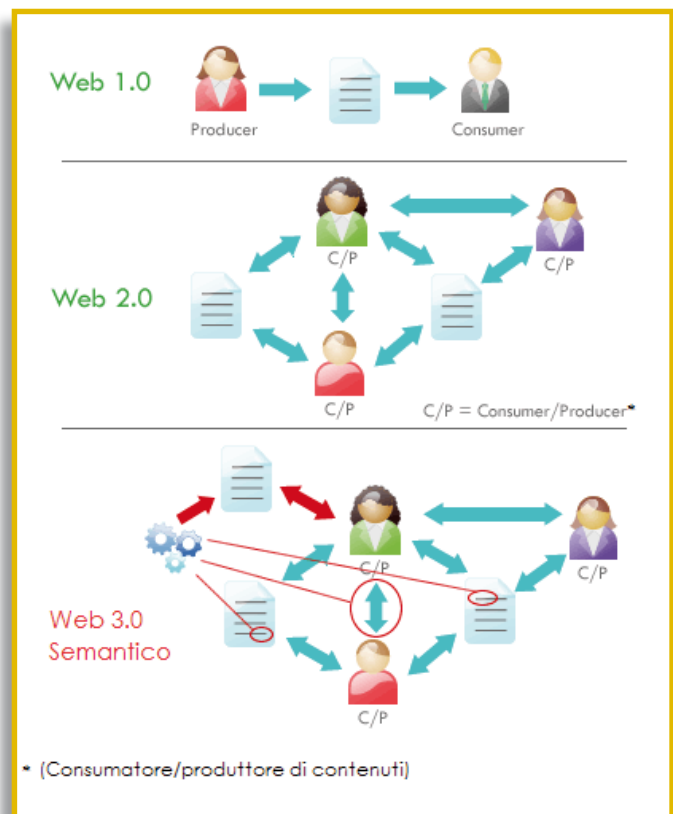 Web 1.0
Producer
Consumer
C/P
C/P
Web 2.0
C/P
C/P = Consumer/Producer*
C/P
C/P
Web 3.0
Semantico
C/P
* (Consumatore/produttore di contenuti)